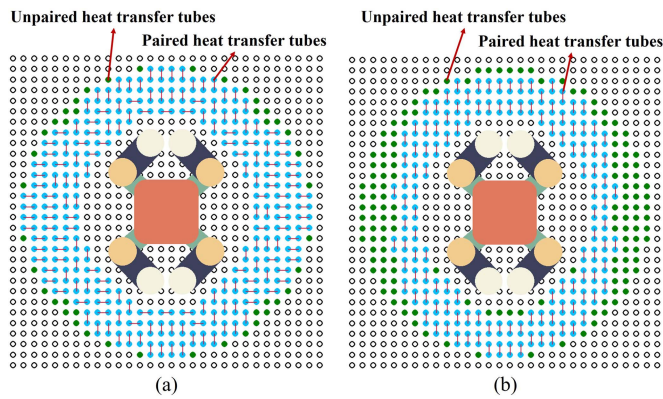 Unpaired heat transfer tubes
Paired heat transfer tubes
Unpaired heat transfer tubes
Paired heat transfer tubes
(a)
(b)